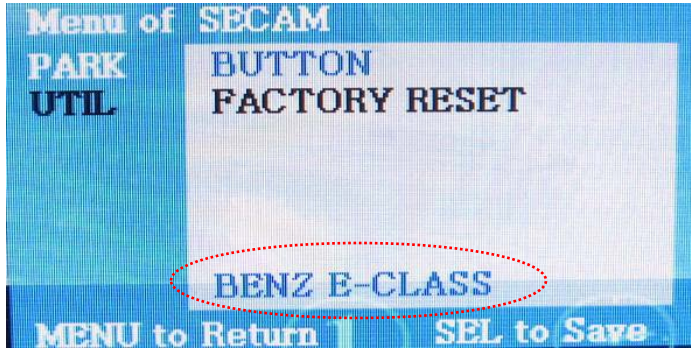 Menu of SECAM
PARK BUTTON
UTIL FACTORY RESET
BENZ E-CLASS
MENU to Return SEL to Save